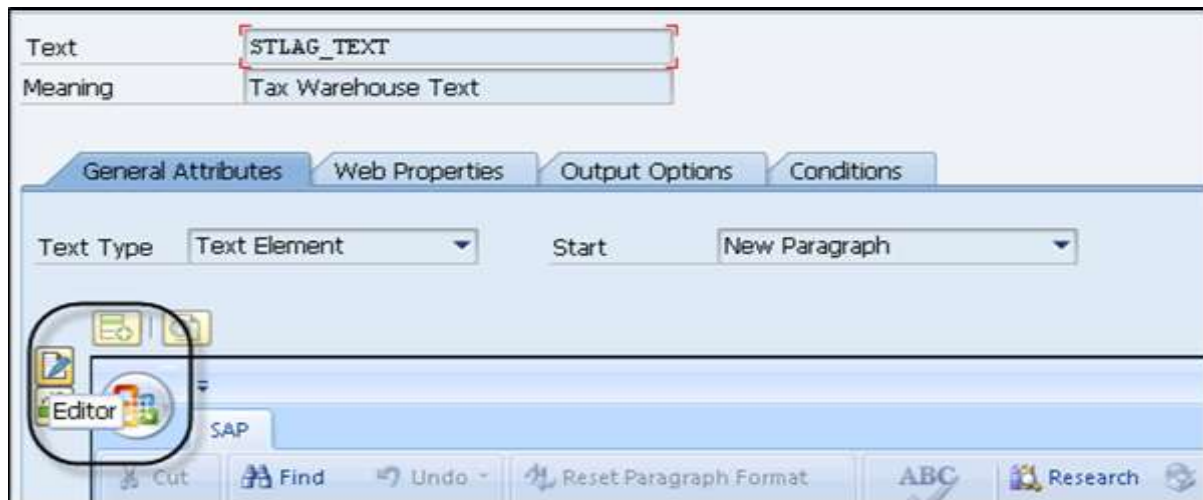 Text STLAG_TEXT
Meaning Tax Warehouse Text
General Attributes Web Properties Output Options Conditions
Text Type Text Element Start New Paragraph
Editor
SAP
Cut Find Undo Reset Paragraph Format ABC Research